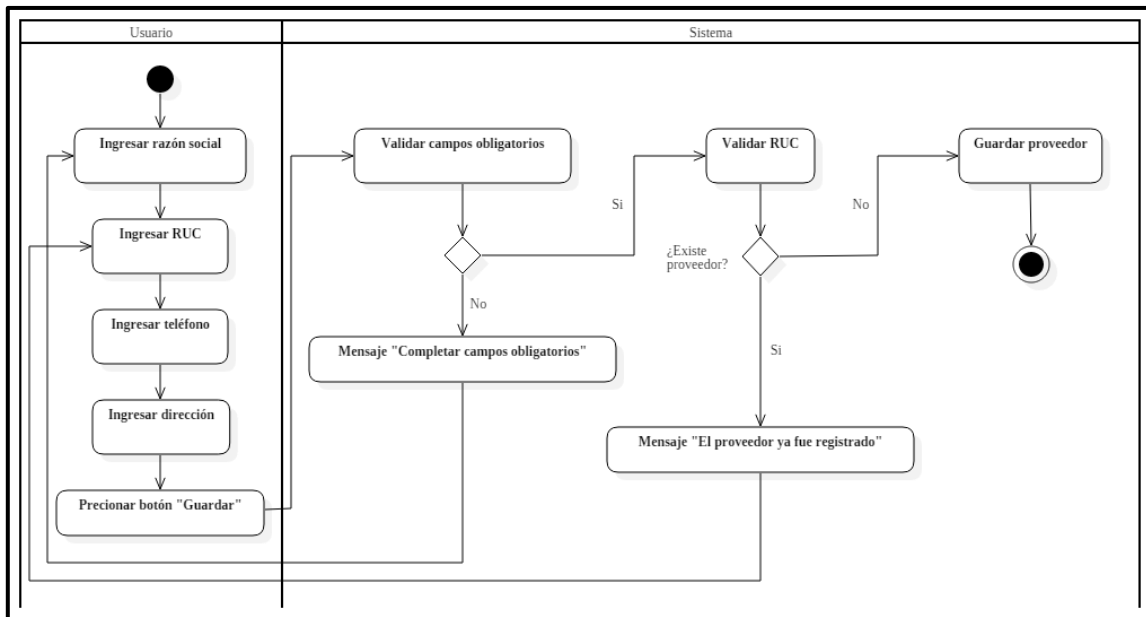 Usuario
Sistema
Ingresar razón social
Ingresar RUC
Ingresar teléfono
Ingresar dirección
Precionar botón "Guardar"
Validar campos obligatorios
Si
No
Mensaje "Completar campos obligatorios"
Validar RUC
¿Existe
proveedor?
No
Si
Mensaje "El proveedor ya fue registrado"
Guardar proveedor